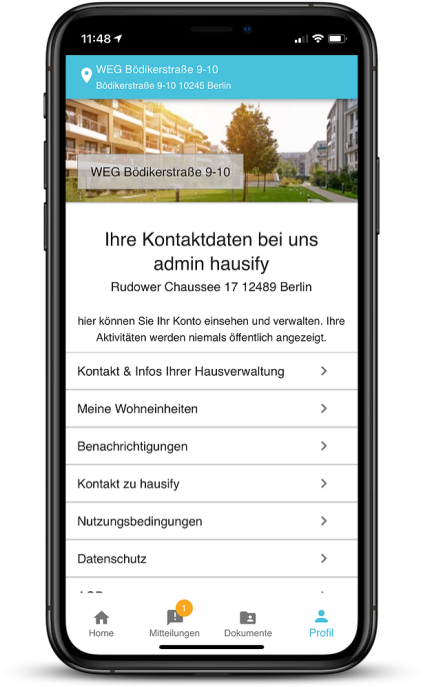 11:48
WEG Bödikerstraße 9-10
Bödikerstraße 9-10 10245 Berlin
WEG Bödikerstraße 9-10
Ihre Kontaktdaten bei uns
admin hausify
Rudower Chaussee 17 12489 Berlin
hier können Sie Ihr Konto einsehen und verwalten. Ihre
Aktivitäten werden niemals öffentlich angezeigt.
Kontakt & Infos Ihrer Hausverwaltung
Meine Wohneinheiten
Benachrichtigungen
Kontakt zu hausify
Nutzungsbedingungen
Datenschutz
1
Home Mitteilungen Dokumente Profil